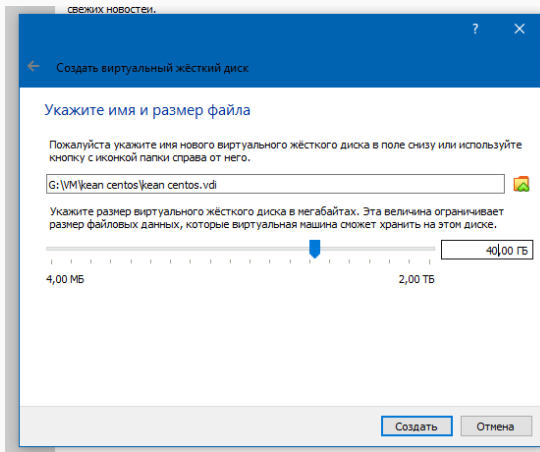 свежих новостей.
?
Создать виртуальный жёсткий диск
Укажите имя и размер файла
Пожалуйста укажите имя нового виртуального жёсткого диска в поле снизу или используйте
кнопку с иконкой папки справа от него.
G:\VM\kean centos\kean centos.vdi
Укажите размер виртуального жёсткого диска в мегабайтах. Эта величина ограничивает
размер файловых данных, которые виртуальная машина сможет хранить на этом диске.
40,00 ГБ
4,00 МБ 2,00 ТБ
Создать Отмена